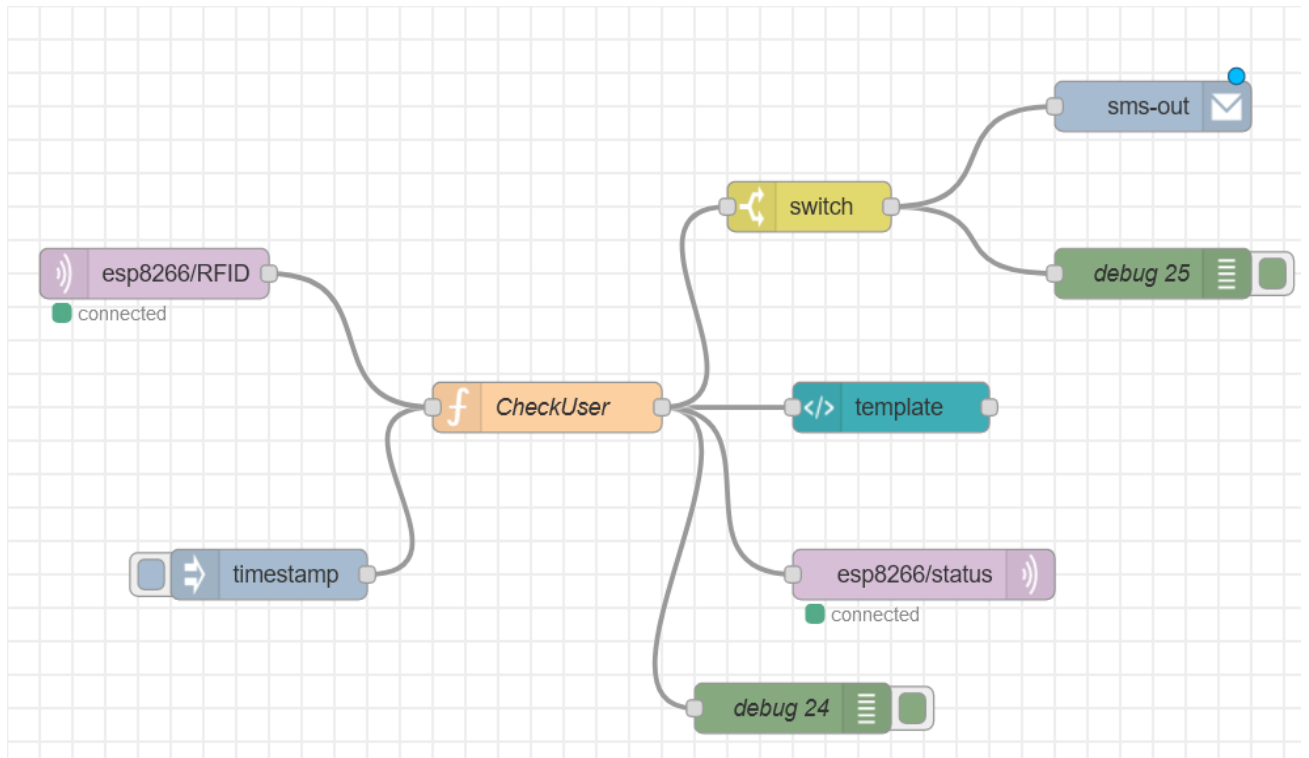 sms-out
switch
esp8266/RFID
connected
debug 25
CheckUser
</> template
timestamp
esp8266/status
connected
debug 24